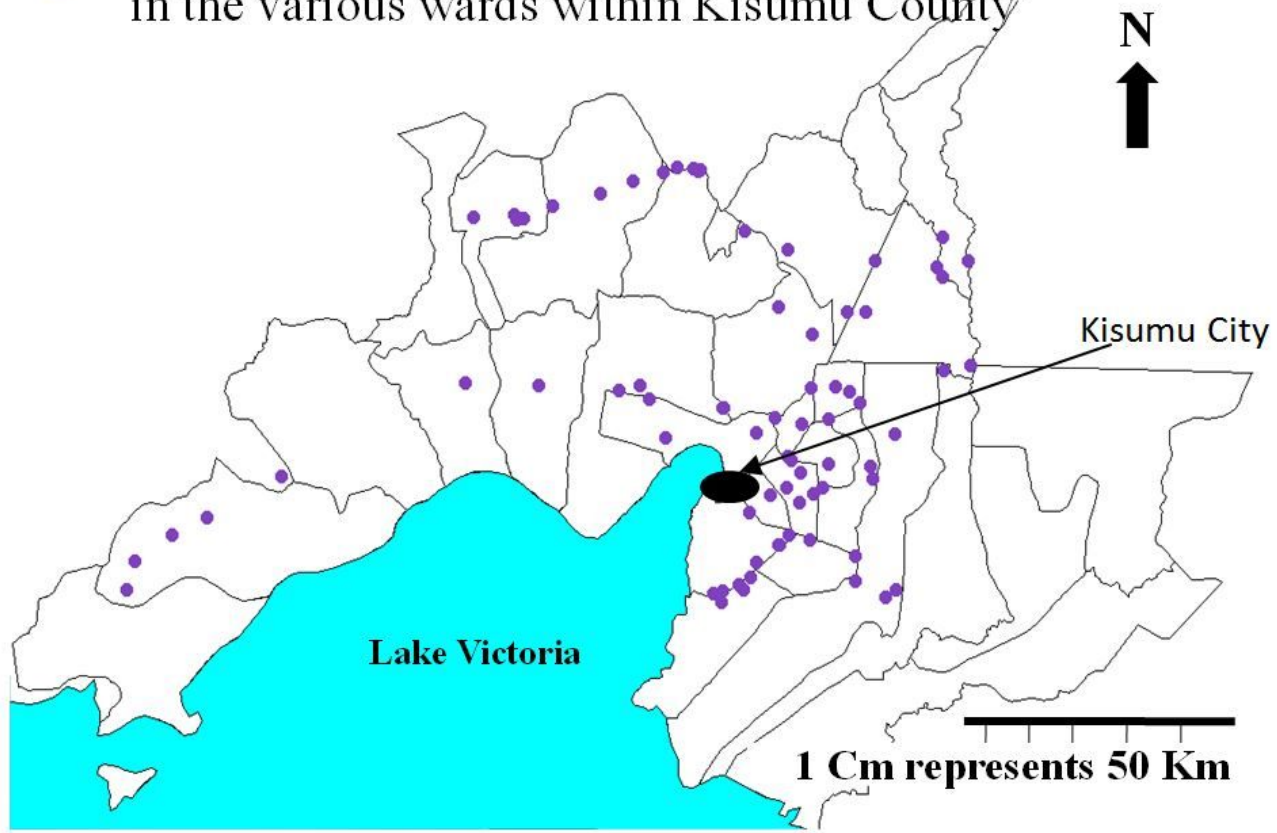 in the various wards within Kisumu County
N
Kisumu City
Lake Victoria
1 Cm represents 50 Km